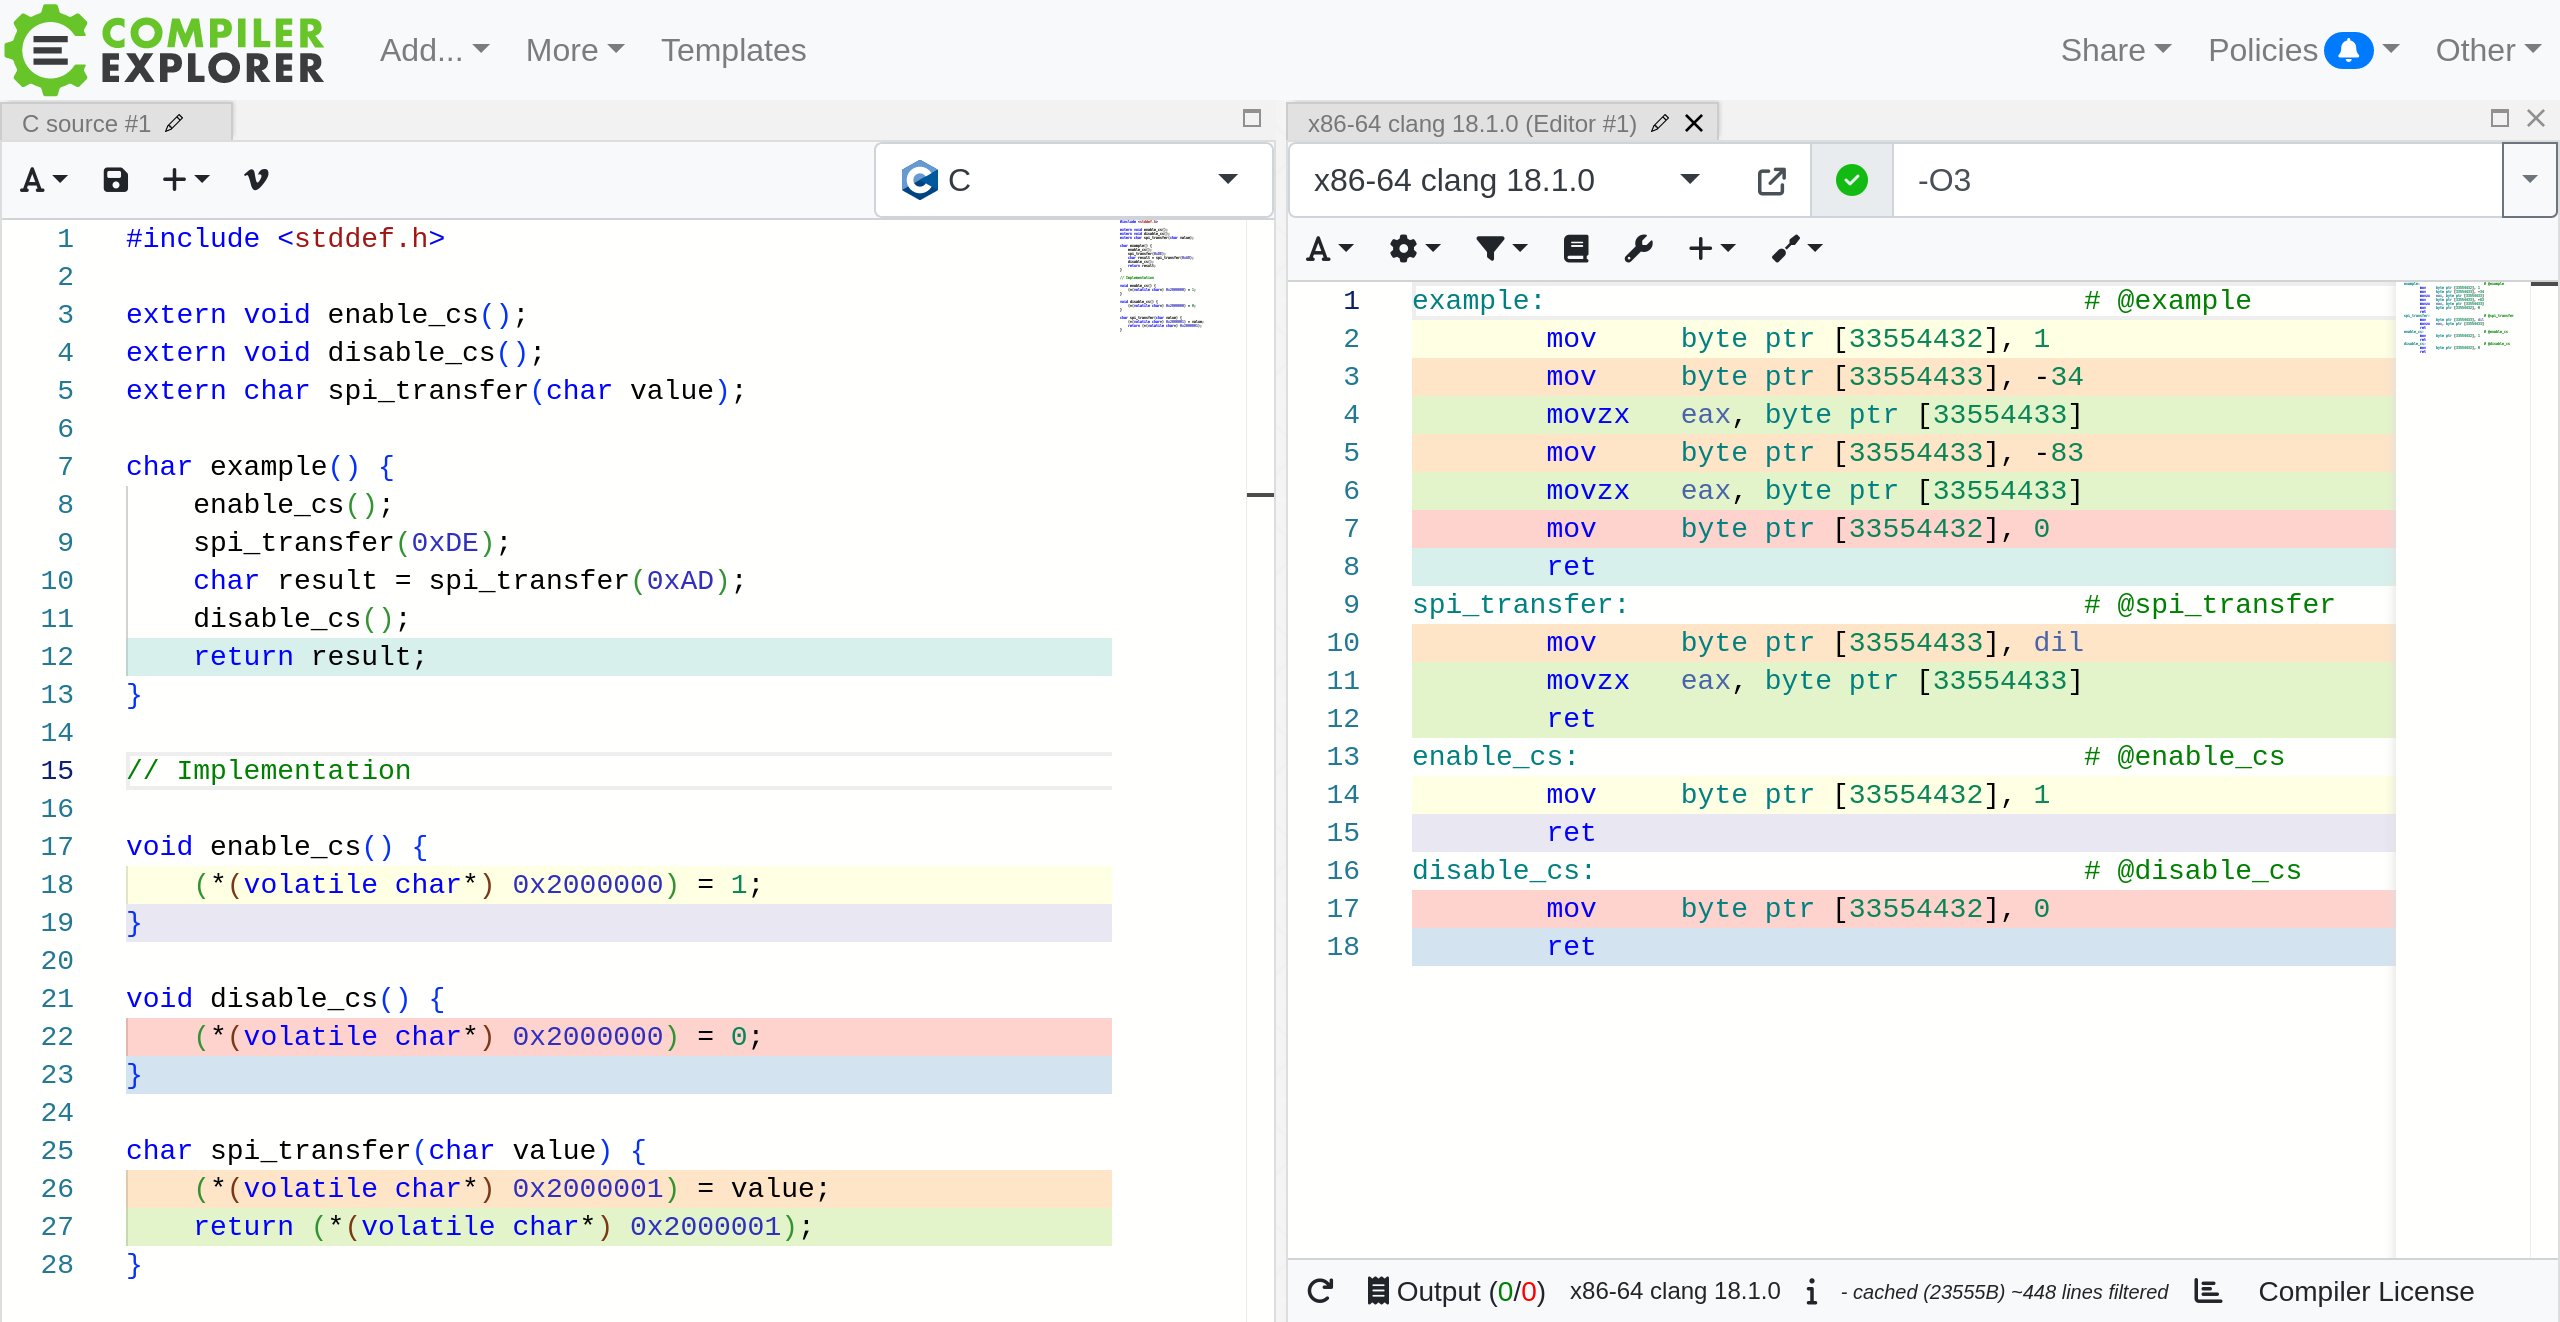 COMPILER
EXPLORER
Add...
More
Templates
Share
Policies
Other
C source #1
C
1 #include <stddef.h>
2
3 extern void enable_cs();
4 extern void disable_cs();
5 extern char spi_transfer(char value);
6
7 char example() {
8     enable_cs();
9     spi_transfer(0xDE);
10     char result = spi_transfer(0xAD);
11     disable_cs();
12     return result;
13 }
14
15 // Implementation
16
17 void enable_cs() {
18     (*(volatile char*) 0x2000000) = 1;
19 }
20
21 void disable_cs() {
22     (*(volatile char*) 0x2000000) = 0;
23 }
24
25 char spi_transfer(char value) {
26     (*(volatile char*) 0x2000001) = value;
27     return (*(volatile char*) 0x2000001);
28 }
x86-64 clang 18.1.0 (Editor #1)
x86-64 clang 18.1.0
-O3
1 example:                                # @example
2         mov     byte ptr [33554432], 1
3         mov     byte ptr [33554433], -34
4         movzx   eax, byte ptr [33554433]
5         mov     byte ptr [33554433], -83
6         movzx   eax, byte ptr [33554433]
7         mov     byte ptr [33554432], 0
8         ret
9 spi_transfer:                           # @spi_transfer
10         mov     byte ptr [33554433], dil
11         movzx   eax, byte ptr [33554433]
12         ret
13 enable_cs:                              # @enable_cs
14         mov     byte ptr [33554432], 1
15         ret
16 disable_cs:                             # @disable_cs
17         mov     byte ptr [33554432], 0
18         ret
Output (0/0) x86-64 clang 18.1.0 i - cached (23555B) ~448 lines filtered Compiler License